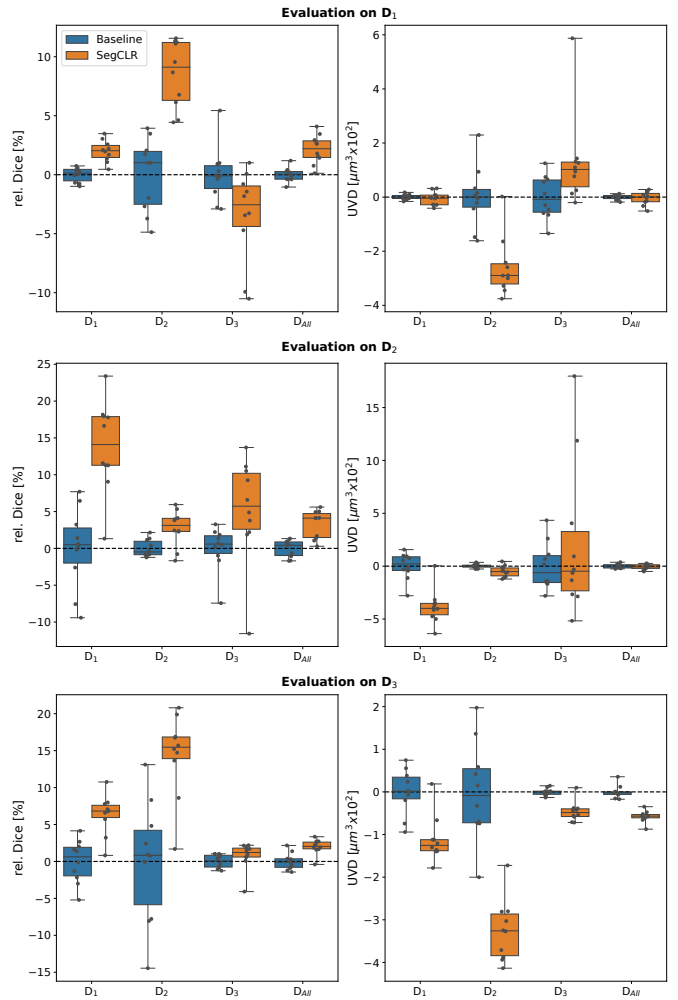 Evaluation on D1
rel. Dice [%]
10
5
0
−5
−10
Baseline
SegCLR
D1
D2
D3
DAll
UVD [μm³x10²]
6
4
2
0
−2
−4
D1
D2
D3
DAll
Evaluation on D2
rel. Dice [%]
25
20
15
10
5
0
−5
−10
D1
D2
D3
DAll
UVD [μm³x10²]
15
10
5
0
−5
D1
D2
D3
DAll
Evaluation on D3
rel. Dice [%]
20
15
10
5
0
−5
−10
−15
D1
D2
D3
DAll
UVD [μm³x10²]
2
1
0
−1
−2
−3
−4
D1
D2
D3
DAll